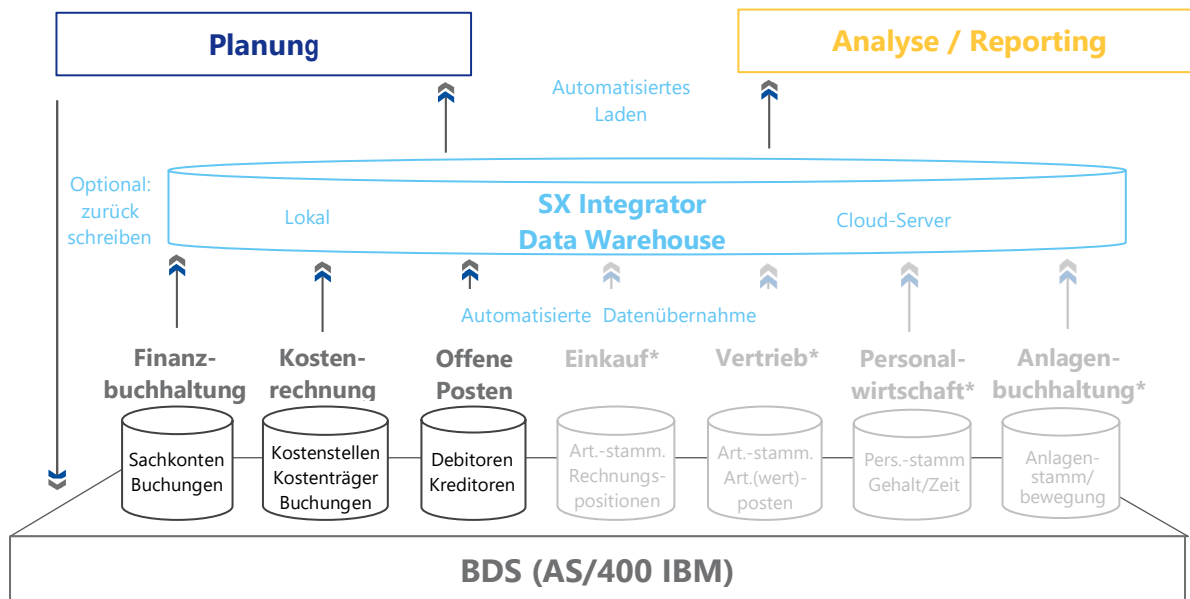 Planung
Analyse / Reporting
Automatisiertes
Laden
Optional:
zurück
schreiben
Lokal
SX Integrator
Data Warehouse
Cloud-Server
Automatisierte Datenübernahme
Finanz-
buchhaltung
Kosten-
rechnung
Offene
Posten
Einkauf*
Vertrieb*
Personal-
wirtschaft*
Anlagen-
buchhaltung*
Sachkonten
Buchungen
Kostenstellen
Kostenträger
Buchungen
Debitoren
Kreditoren
Art.-stamm.
Rechnungs-
positionen
Art.-stamm.
Art.(wert)-
posten
Pers.-stamm
Gehalt/Zeit
Anlagen-
stamm/
bewegung
BDS (AS/400 IBM)